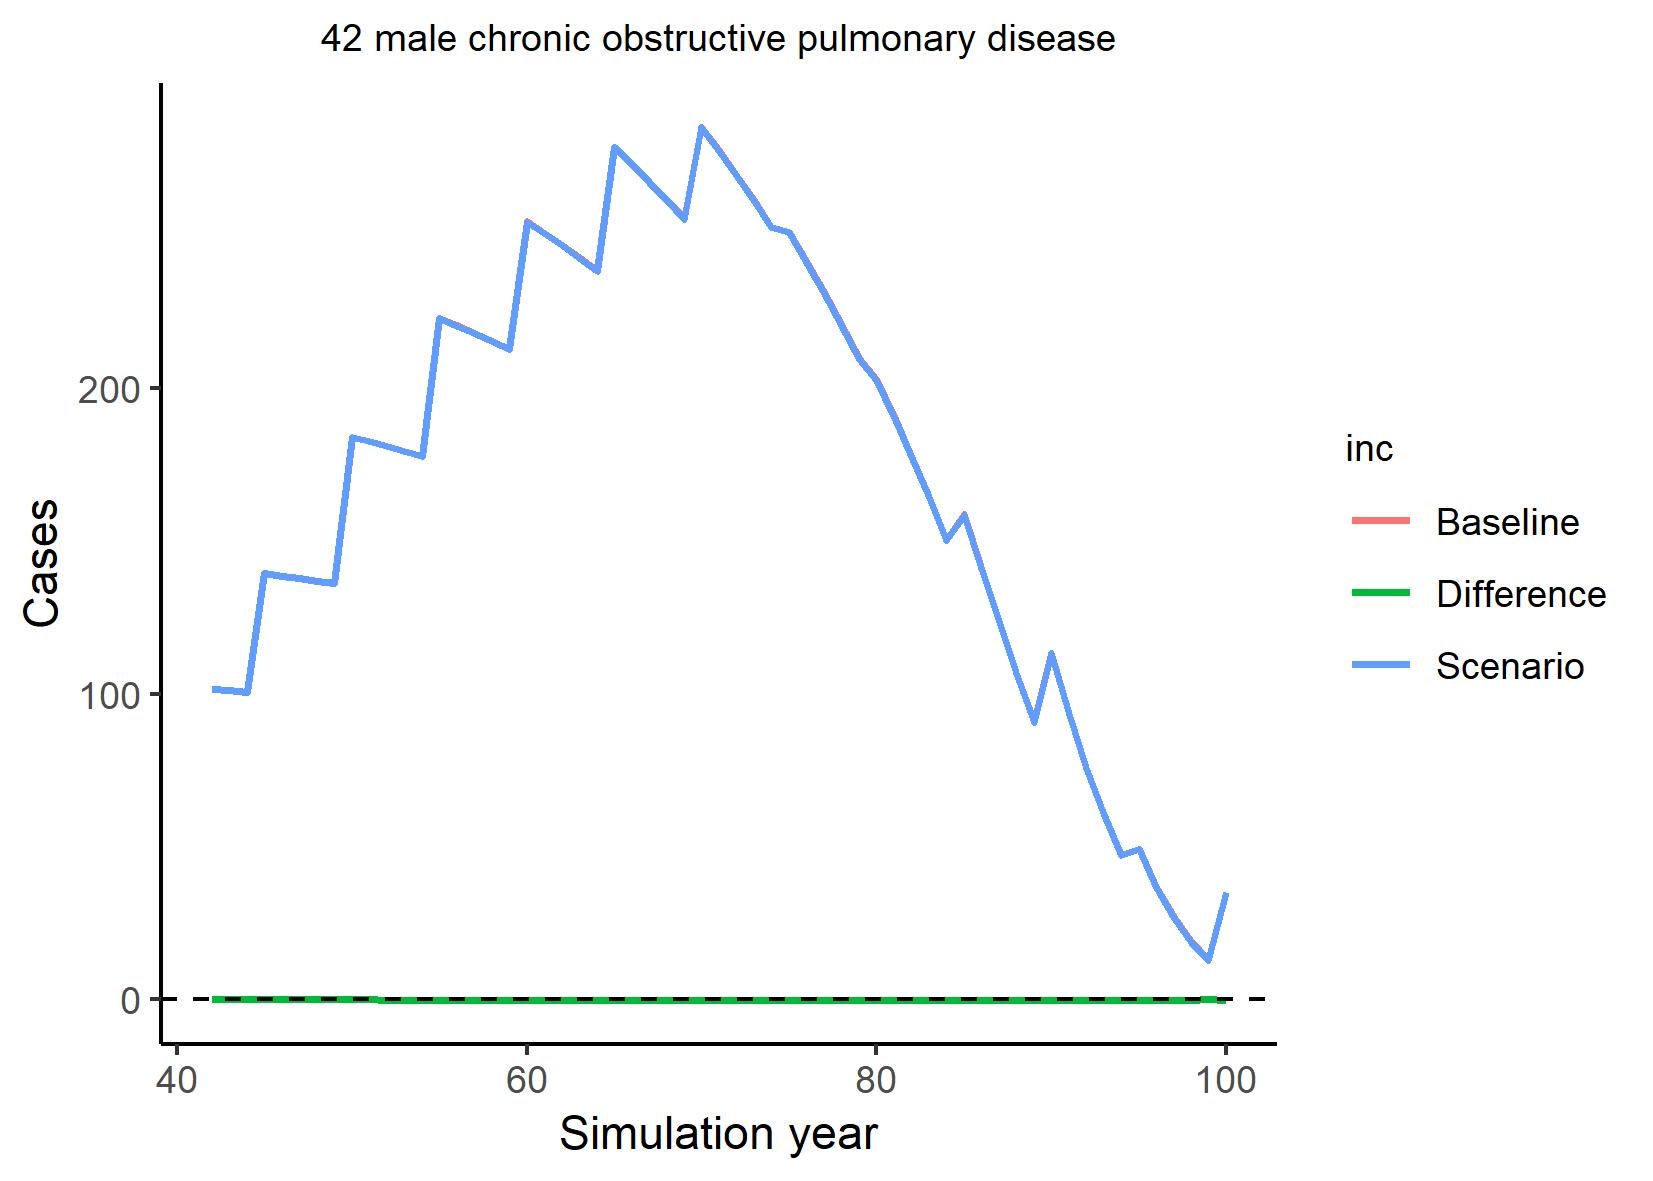 42 male chronic obstructive pulmonary disease
Cases
200
100
0
40 60 80 100
Simulation year
inc
Baseline
Difference
Scenario